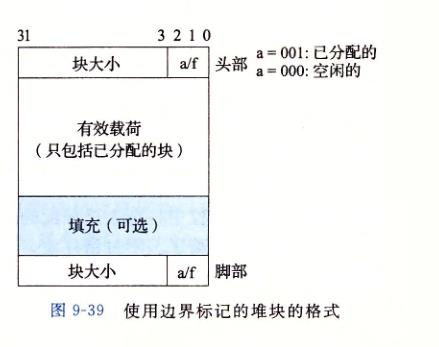 31 3 2 1 0
块大小 a/f 头部 a = 001: 已分配的
a = 000: 空闲的
有效载荷
（只包括已分配的块）
填充（可选）
块大小 a/f 脚部
图 9-39 使用边界标记的堆块的格式